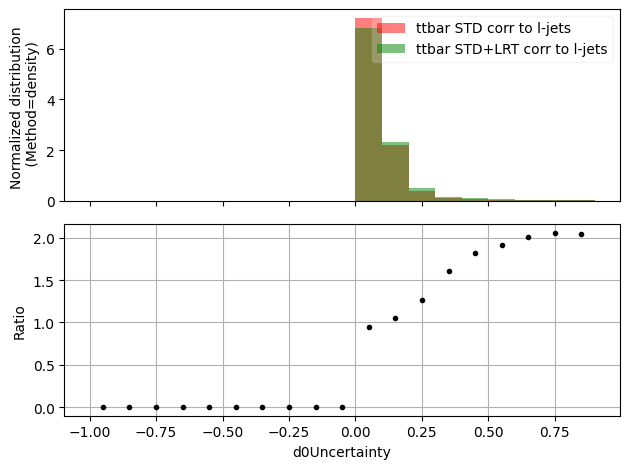 Normalized distribution
(Method=density)
6
4
2
0
ttbar STD corr to l-jets
ttbar STD+LRT corr to l-jets
Ratio
2.0
1.5
1.0
0.5
0.0
−1.00 −0.75 −0.50 −0.25 0.00 0.25 0.50 0.75
d0Uncertainty